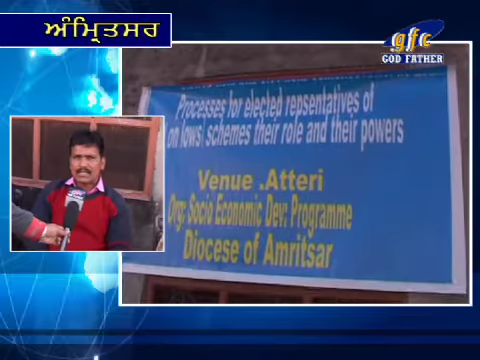 ਅੰਮ੍ਰਿਤਸਰ
gfc
GOD FATHER
Processes for elected repsentatives of
on lows/ schemes their role and their powers
Venue .Atteri
Org: Socio Economic Dev: Programme
Diocese of Amritsar